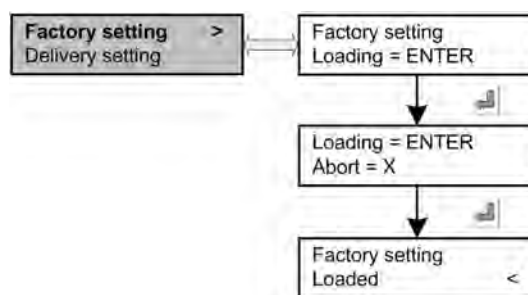 Factory setting >
Delivery setting
Factory setting
Loading = ENTER
Loading = ENTER
Abort = X
Factory setting
Loaded <